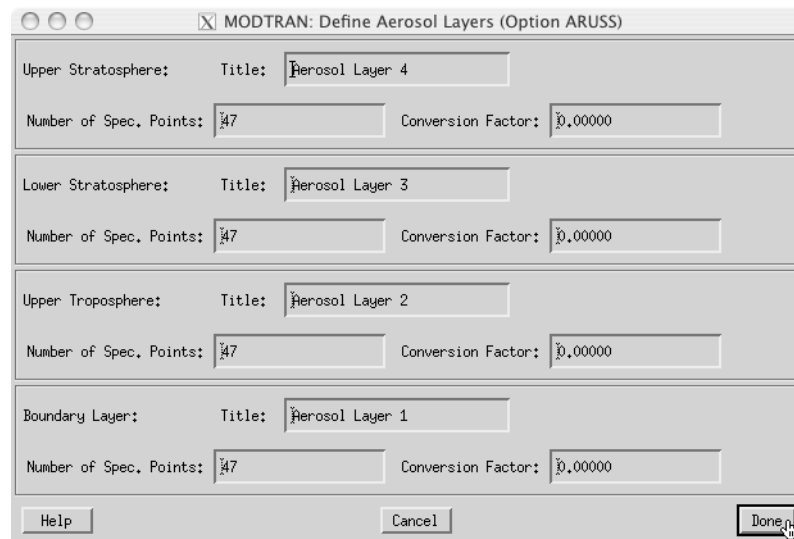 X MODTRAN: Define Aerosol Layers (Option ARUSS)
Upper Stratosphere: Title: Aerosol Layer 4
Number of Spec. Points: 47 Conversion Factor: 0.00000
Lower Stratosphere: Title: Aerosol Layer 3
Number of Spec. Points: 47 Conversion Factor: 0.00000
Upper Troposphere: Title: Aerosol Layer 2
Number of Spec. Points: 47 Conversion Factor: 0.00000
Boundary Layer: Title: Aerosol Layer 1
Number of Spec. Points: 47 Conversion Factor: 0.00000
Help Cancel Done